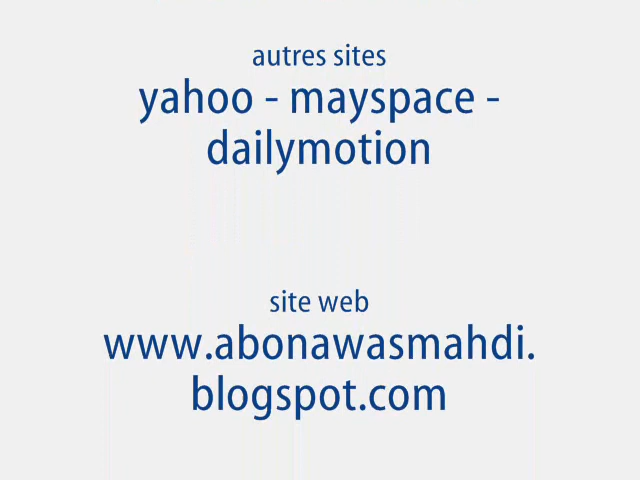 autres sites
yahoo - mayspace -
dailymotion
site web
www.abonawasmahdi.
blogspot.com